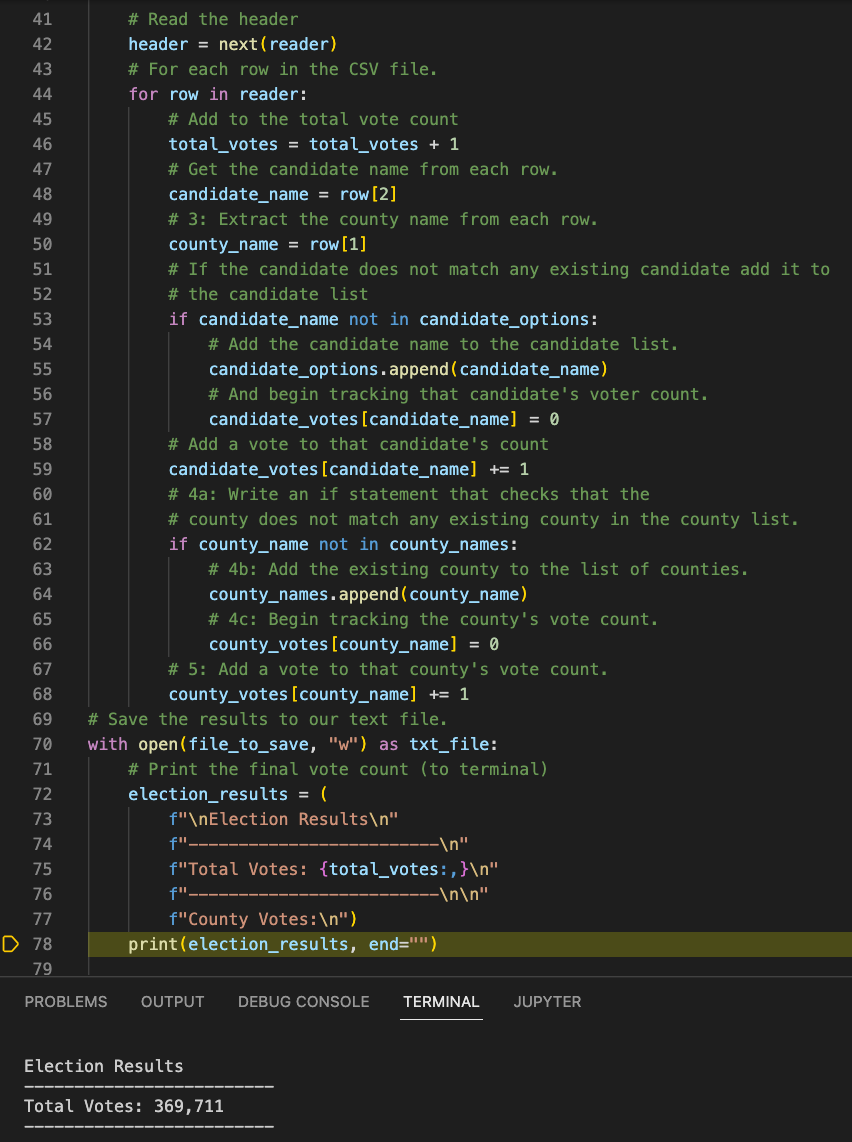 41 # Read the header
42 header = next(reader)
43 # For each row in the CSV file.
44 for row in reader:
45 # Add to the total vote count
46 total_votes = total_votes + 1
47 # Get the candidate name from each row.
48 candidate_name = row[2]
49 # 3: Extract the county name from each row.
50 county_name = row[1]
51 # If the candidate does not match any existing candidate add it to
52 # the candidate list
53 if candidate_name not in candidate_options:
54 # Add the candidate name to the candidate list.
55 candidate_options.append(candidate_name)
56 # And begin tracking that candidate's voter count.
57 candidate_votes[candidate_name] = 0
58 # Add a vote to that candidate's count
59 candidate_votes[candidate_name] += 1
60 # 4a: Write an if statement that checks that the
61 # county does not match any existing county in the county list.
62 if county_name not in county_names:
63 # 4b: Add the existing county to the list of counties.
64 county_names.append(county_name)
65 # 4c: Begin tracking the county's vote count.
66 county_votes[county_name] = 0
67 # 5: Add a vote to that county's vote count.
68 county_votes[county_name] += 1
69 # Save the results to our text file.
70 with open(file_to_save, "w") as txt_file:
71 # Print the final vote count (to terminal)
72 election_results = (
73 f"\nElection Results\n"
74 f"-------------------------\n"
75 f"Total Votes: {total_votes:,}\n"
76 f"-------------------------\n\n"
77 f"County Votes:\n")
78 print(election_results, end="")
79
PROBLEMS OUTPUT DEBUG CONSOLE TERMINAL JUPYTER
Election Results
-------------------------
Total Votes: 369,711
-------------------------